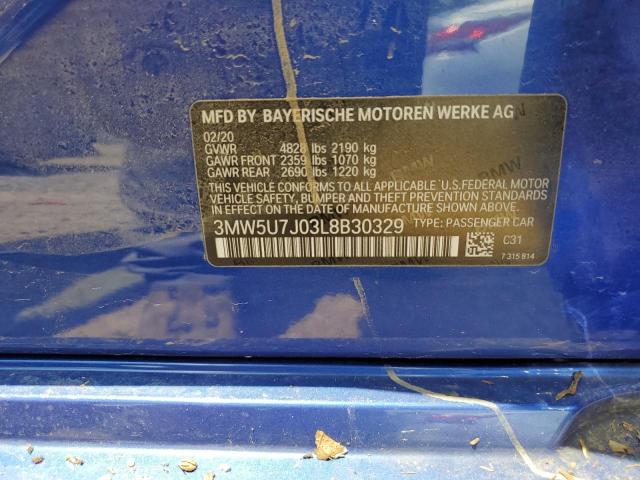 MFD BY BAYERISCHE MOTOREN WERKE AG
02/20
GVWR 4828 lbs 2190 kg
GAWR FRONT 2359 lbs 1070 kg
GAWR REAR 2690 lbs 1220 kg
THIS VEHICLE CONFORMS TO ALL APPLICABLE U.S. FEDERAL MOTOR
VEHICLE SAFETY, BUMPER, AND THEFT PREVENTION STANDARDS IN
EFFECT ON THE DATE OF MANUFACTURE SHOWN ABOVE.
3MW5U7J03L8B30329 TYPE: PASSENGER CAR
C31
7 315 814
BMW
BMW
BMW